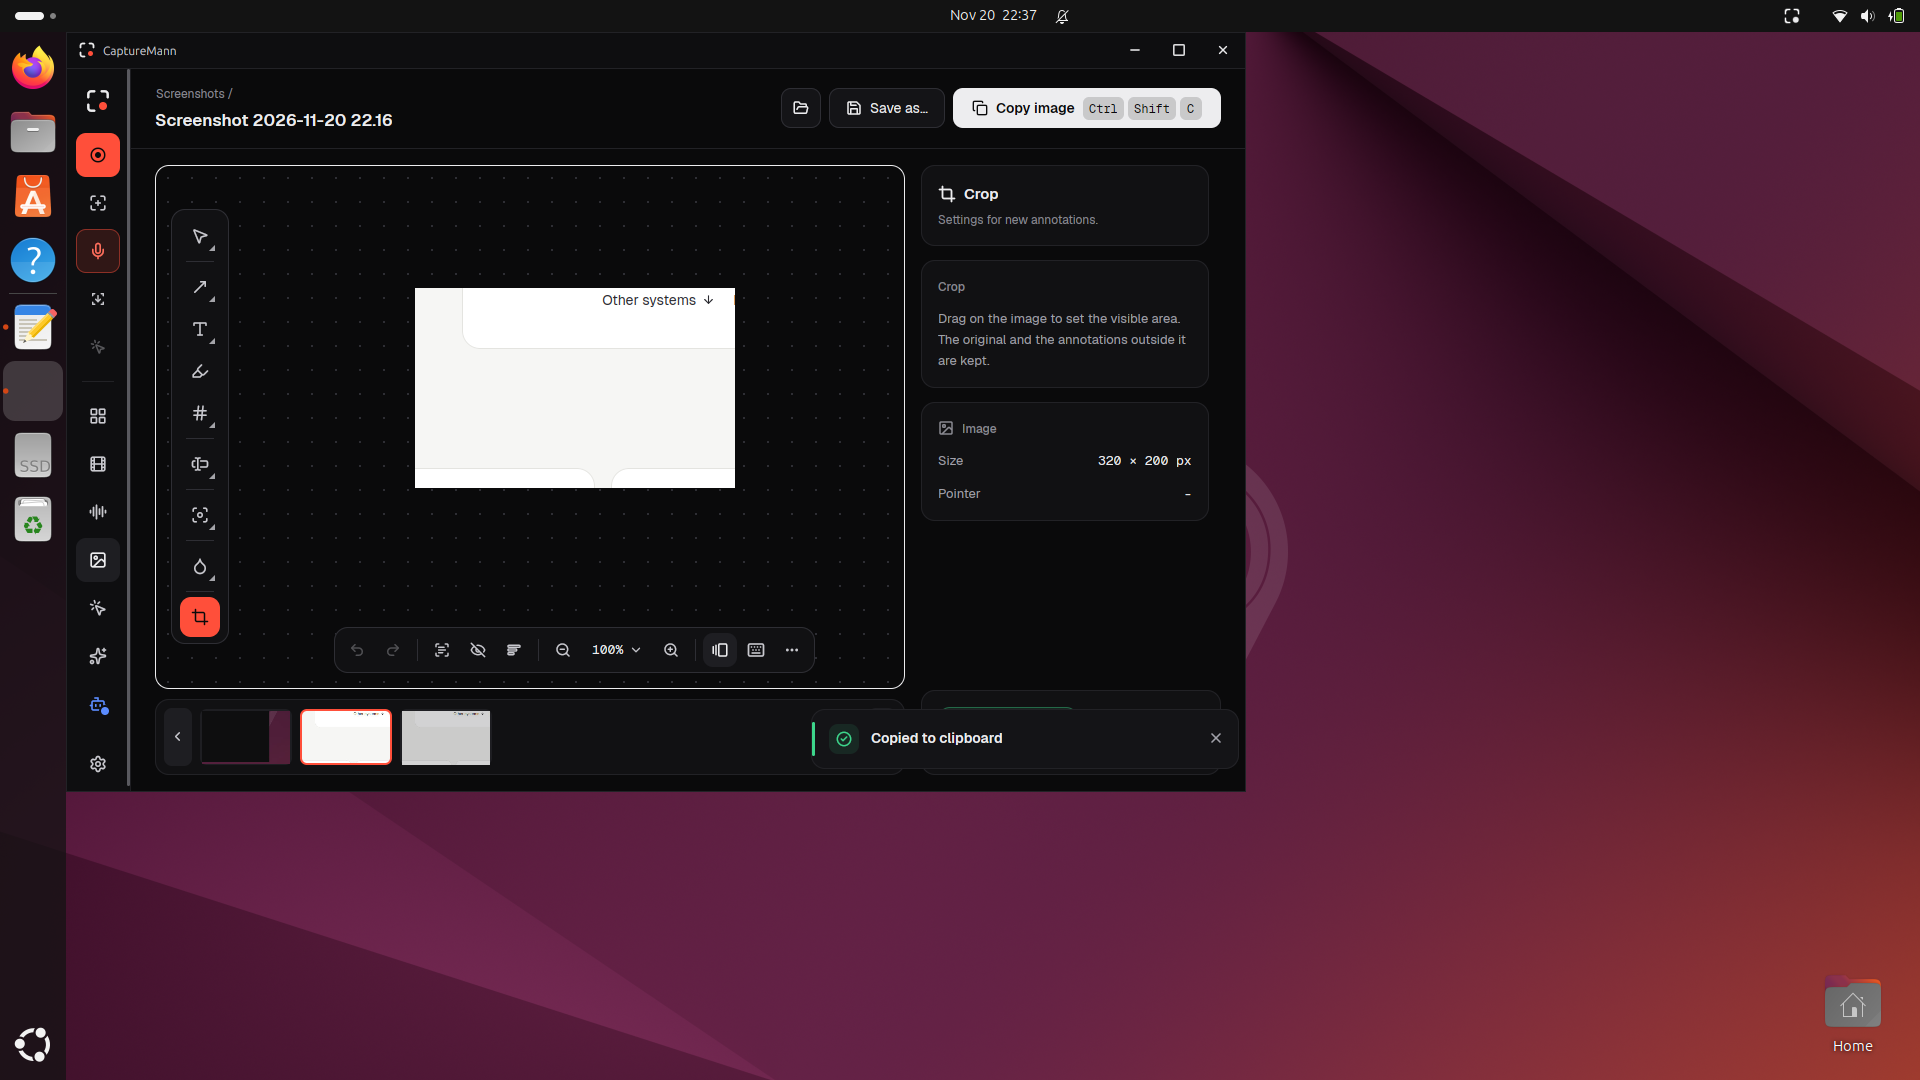 Nov 20 22:37
CaptureMann
Screenshots /
Screenshot 2026-11-20 22.16
Save as...
Copy image Ctrl Shift C
Other systems ↓
Crop
Settings for new annotations.
Crop
Drag on the image to set the visible area.
The original and the annotations outside it
are kept.
Image
Size 320 × 200 px
Pointer -
100%
Copied to clipboard
SSD
Home